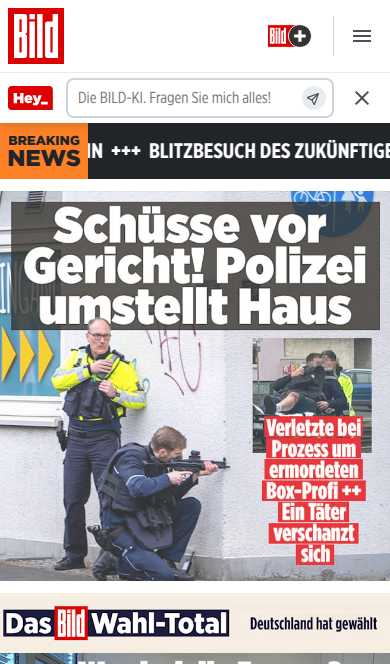 Bild
Bild
Hey_
Die BILD-KI. Fragen Sie mich alles!
BREAKING
NEWS
IN +++ BLITZBESUCH DES ZUKÜNFTIGE
Schüsse vor
Gericht! Polizei
umstellt Haus
Verletzte bei
Prozess um
ermordeten
Box-Profi ++
Ein Täter
verschanzt
sich
Das Bild Wahl-Total
Deutschland hat gewählt